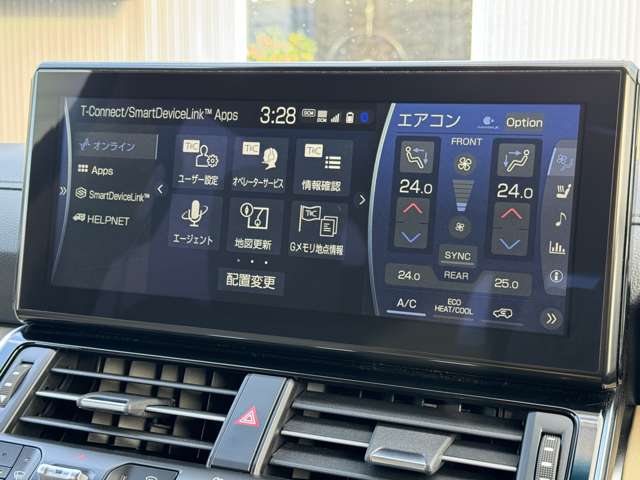 T-Connect/SmartDeviceLink™ Apps
3:28
DCM
オンライン
Apps
SmartDeviceLink™
HELPNET
TC
ユーザー設定
TC
オペレーターサービス
TC
情報確認
エージェント
地図更新
TC
Gメモリ地点情報
配置変更
エアコン
Option
FRONT
24.0
24.0
SYNC
24.0
REAR
25.0
A/C
ECO
HEAT/COOL